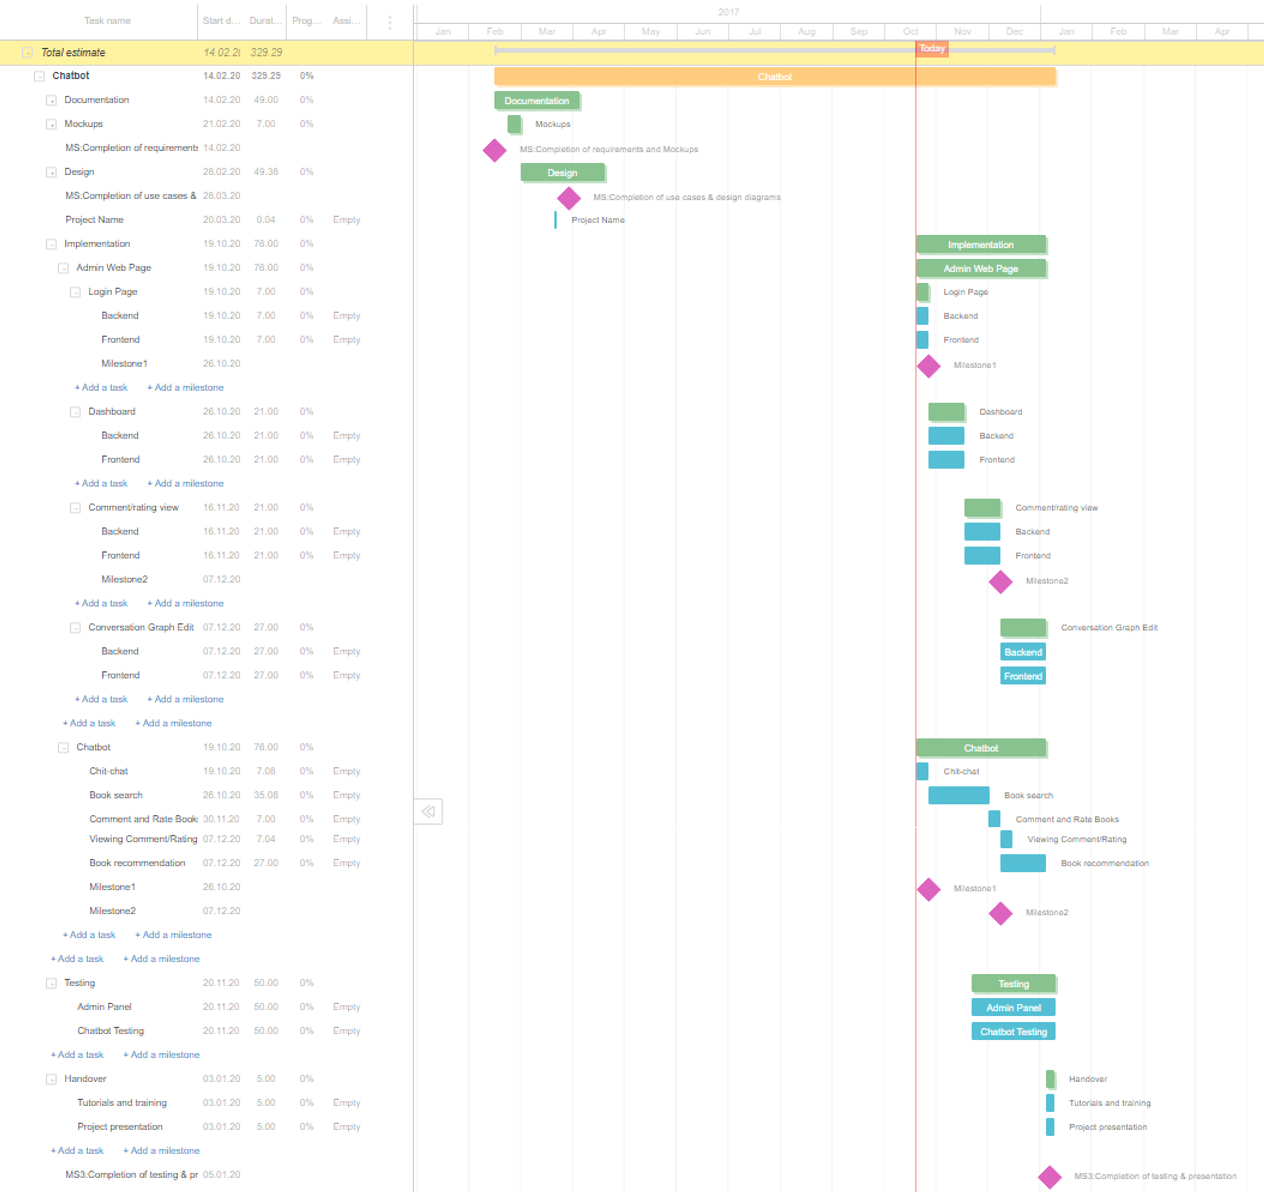 Task name Start d... Durat... Prog... Assi...
2017
Jan Feb Mar Apr May Jun Jul Aug Sep Oct Nov Dec Jan Feb Mar Apr
Total estimate 14.02.20 329.29 Today
Chatbot 14.02.20 329.29 0% Chatbot
Documentation 14.02.20 49.00 0% Documentation
Mockups 21.02.20 7.00 0% Mockups
MS:Completion of requirements 14.02.20 MS:Completion of requirements and Mockups
Design 28.02.20 49.38 0% Design
MS:Completion of use cases & 28.03.20 MS:Completion of use cases & design diagrams
Project Name 20.03.20 0.04 0% Empty Project Name
Implementation 19.10.20 76.00 0% Implementation
Admin Web Page 19.10.20 76.00 0% Admin Web Page
Login Page 19.10.20 7.00 0% Login Page
Backend 19.10.20 7.00 0% Empty Backend
Frontend 19.10.20 7.00 0% Empty Frontend
Milestone1 26.10.20 Milestone1
+ Add a task + Add a milestone
Dashboard 26.10.20 21.00 0% Dashboard
Backend 26.10.20 21.00 0% Empty Backend
Frontend 26.10.20 21.00 0% Empty Frontend
+ Add a task + Add a milestone
Comment/rating view 16.11.20 21.00 0% Comment/rating view
Backend 16.11.20 21.00 0% Empty Backend
Frontend 16.11.20 21.00 0% Empty Frontend
Milestone2 07.12.20 Milestone2
+ Add a task + Add a milestone
Conversation Graph Edit 07.12.20 27.00 0% Conversation Graph Edit
Backend 07.12.20 27.00 0% Empty Backend
Frontend 07.12.20 27.00 0% Empty Frontend
+ Add a task + Add a milestone
+ Add a task + Add a milestone
Chatbot 19.10.20 76.00 0% Chatbot
Chit-chat 19.10.20 7.08 0% Empty Chit-chat
Book search 26.10.20 35.08 0% Empty Book search
Comment and Rate Books 30.11.20 7.00 0% Empty Comment and Rate Books
Viewing Comment/Rating 07.12.20 7.04 0% Empty Viewing Comment/Rating
Book recommendation 07.12.20 27.00 0% Empty Book recommendation
Milestone1 26.10.20 Milestone1
Milestone2 07.12.20 Milestone2
+ Add a task + Add a milestone
+ Add a task + Add a milestone
Testing 20.11.20 50.00 0% Testing
Admin Panel 20.11.20 50.00 0% Empty Admin Panel
Chatbot Testing 20.11.20 50.00 0% Empty Chatbot Testing
+ Add a task + Add a milestone
Handover 03.01.20 5.00 0% Handover
Tutorials and training 03.01.20 5.00 0% Empty Tutorials and training
Project presentation 03.01.20 5.00 0% Empty Project presentation
+ Add a task + Add a milestone
MS3:Completion of testing & pr 05.01.20 MS3:Completion of testing & presentation